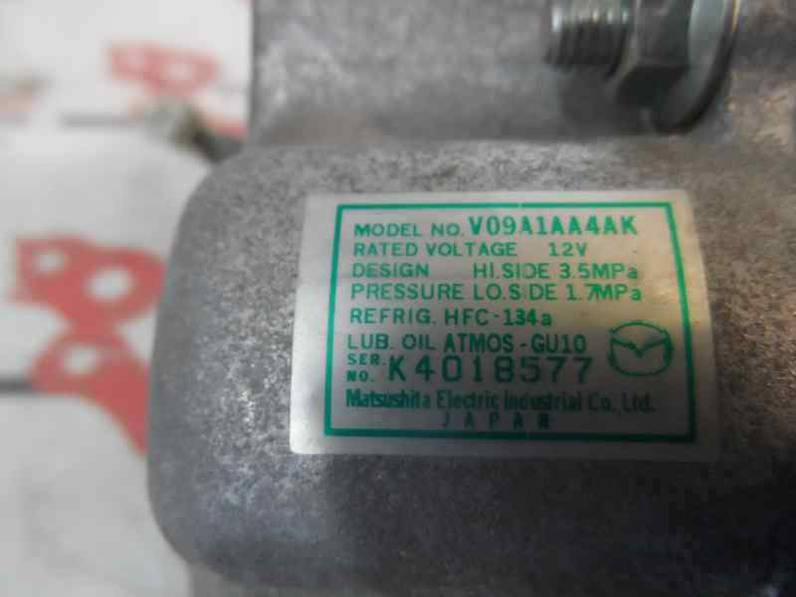 MODEL NO. V09A1AA4AK
RATED VOLTAGE 12V
DESIGN HI.SIDE 3.5MPa
PRESSURE LO.SIDE 1.7MPa
REFRIG. HFC-134a
LUB. OIL ATMOS-GU10
SER. NO. K4018577
Matsushita Electric Industrial Co., Ltd.
JAPAN